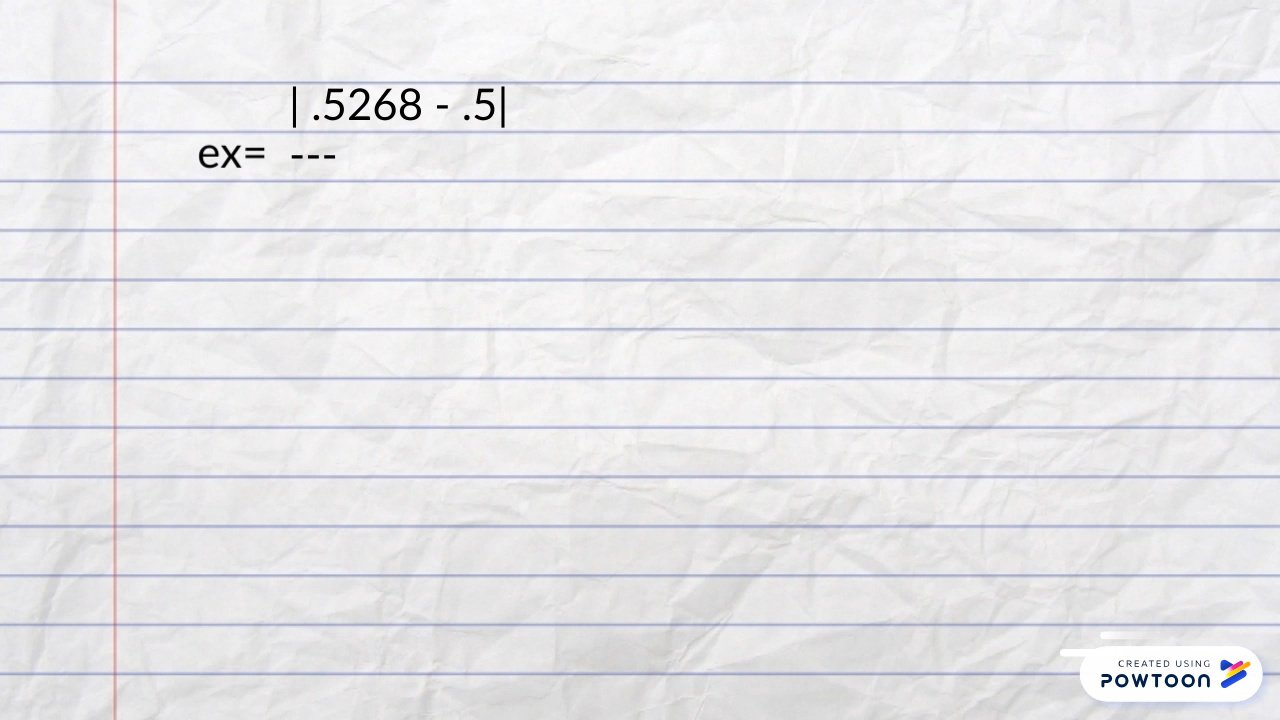 | .5268 - .5|
ex= ---
CREATED USING
POWTOON